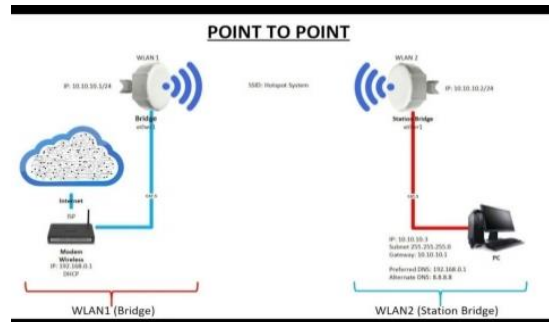 POINT TO POINT
WLAN 1
IP: 10.10.10.1/24
Bridge
ether1
SSID: Hotspot System
WLAN 2
IP: 10.10.10.2/24
Station Bridge
ether1
Internet
ISP
Modem
Wireless
IP: 192.168.0.1
DHCP
IP: 10.10.10.3
Subnet 255.255.255.0
Gateway: 10.10.10.1
Preferred DNS: 192.168.0.1
Alternate DNS: 8.8.8.8
PC
WLAN1 (Bridge)
WLAN2 (Station Bridge)